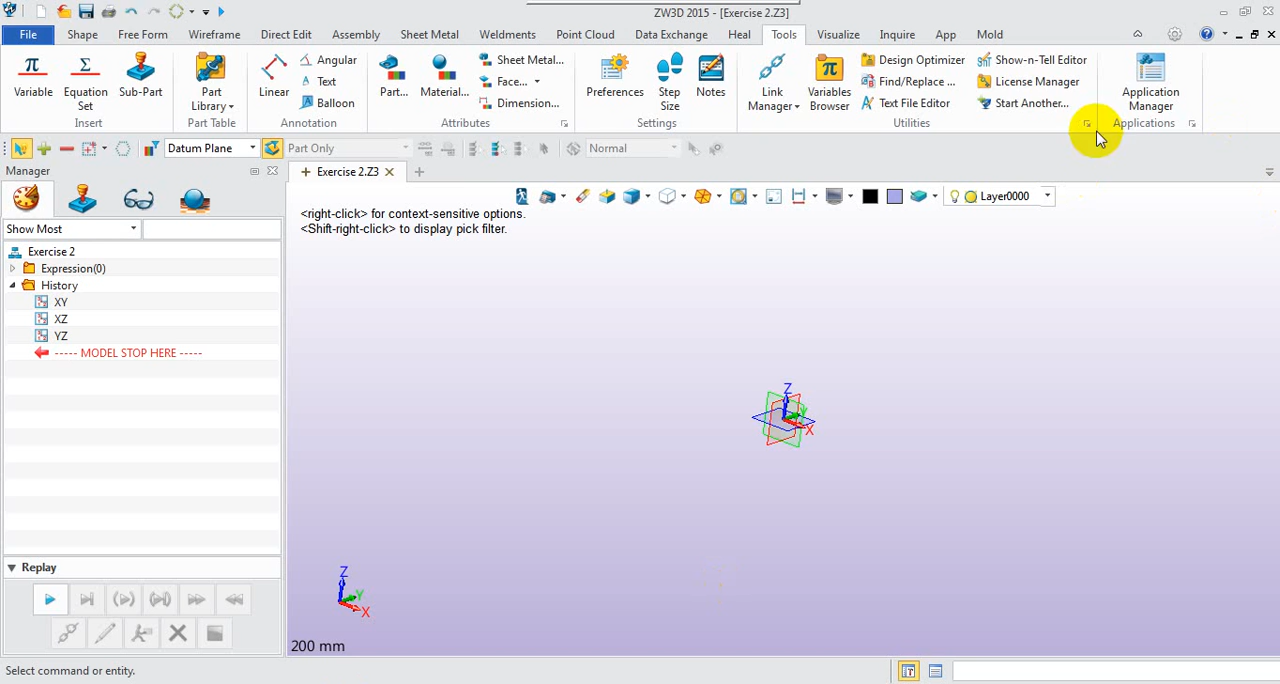 ZW3D 2015 - [Exercise 2.Z3]
File Shape Free Form Wireframe Direct Edit Assembly Sheet Metal Weldments Point Cloud Data Exchange Heal Tools Visualize Inquire App Mold
π Variable
Σ Equation Set
Sub-Part
Insert
Part Library
Part Table
Angular
Text
Balloon
Annotation
Part...
Material...
Sheet Metal...
Face...
Dimension...
Attributes
Preferences
Step Size
Notes
Settings
Link Manager
π Variables Browser
Design Optimizer
Find/Replace ...
Text File Editor
Show-n-Tell Editor
License Manager
Start Another...
Utilities
Application Manager
Applications
Datum Plane Part Only Normal
Manager
Exercise 2.Z3
Show Most
Layer0000
<right-click> for context-sensitive options.
<Shift-right-click> to display pick filter.
Exercise 2
Expression(0)
History
XY
XZ
YZ
----- MODEL STOP HERE -----
Z
Y
X
Replay
Z
Y
X
200 mm
Select command or entity.